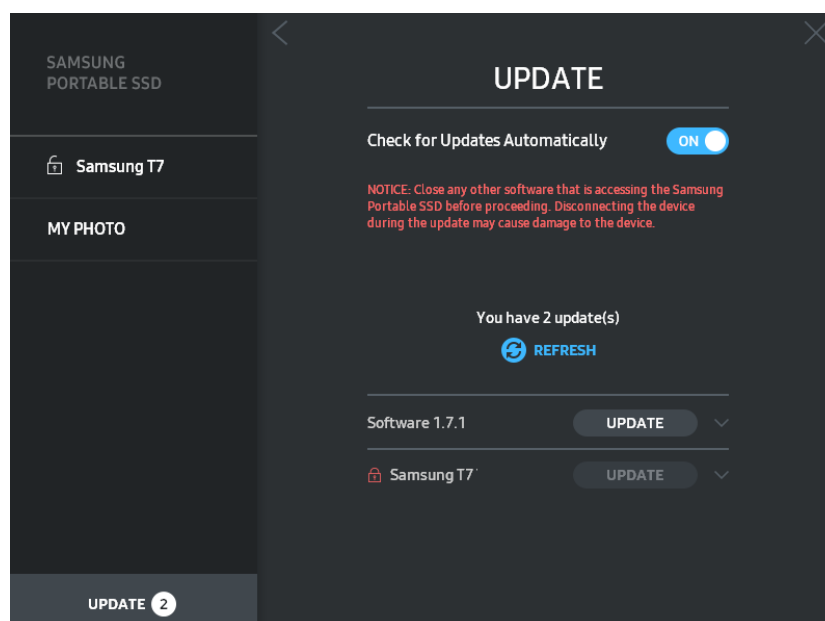 SAMSUNG
PORTABLE SSD
Samsung T7
MY PHOTO
UPDATE 2
UPDATE
Check for Updates Automatically ON
NOTICE: Close any other software that is accessing the Samsung
Portable SSD before proceeding. Disconnecting the device
during the update may cause damage to the device.
You have 2 update(s)
REFRESH
Software 1.7.1 UPDATE
Samsung T7 UPDATE